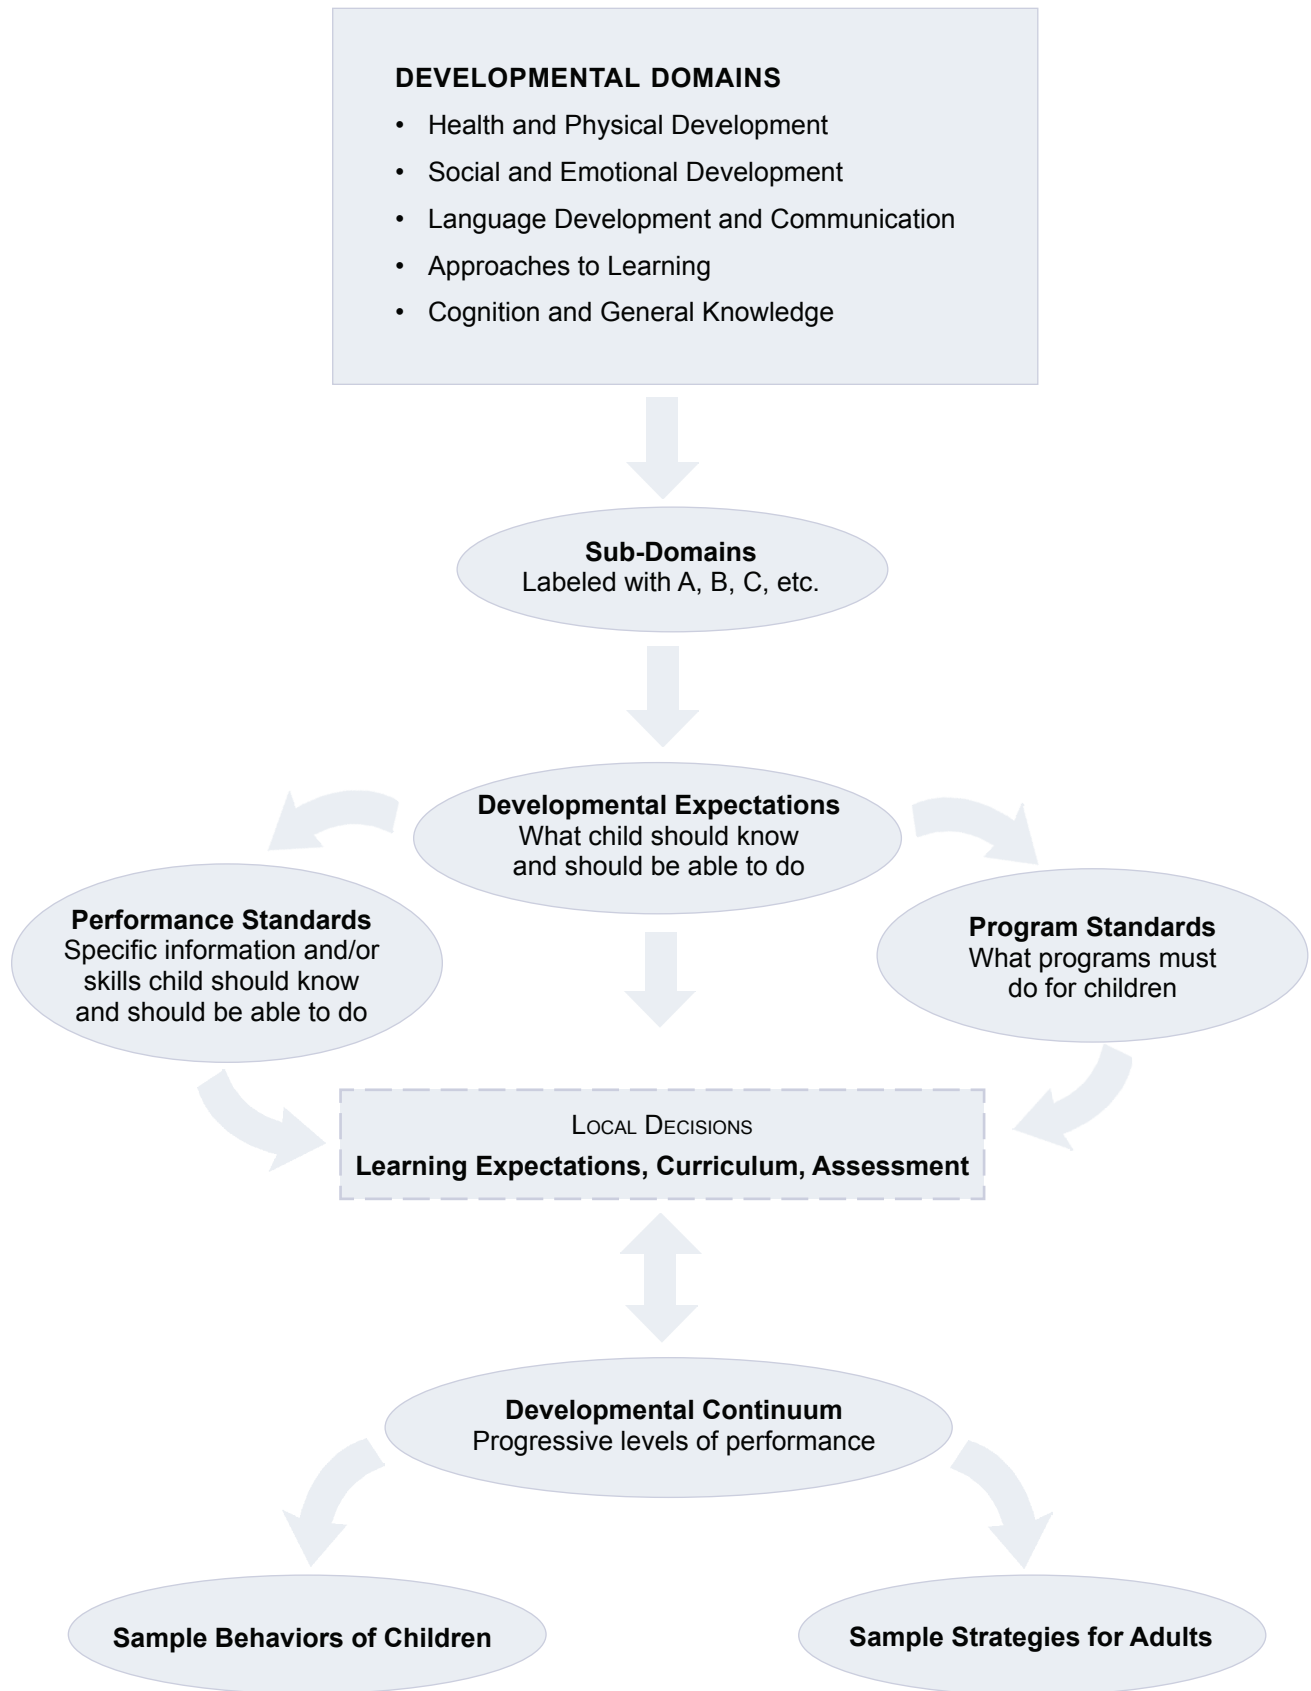 DEVELOPMENTAL DOMAINS
• Health and Physical Development
• Social and Emotional Development
• Language Development and Communication
• Approaches to Learning
• Cognition and General Knowledge
Sub-Domains
Labeled with A, B, C, etc.
Developmental Expectations
What child should know
and should be able to do
Performance Standards
Specific information and/or
skills child should know
and should be able to do
Program Standards
What programs must
do for children
LOCAL DECISIONS
Learning Expectations, Curriculum, Assessment
Developmental Continuum
Progressive levels of performance
Sample Behaviors of Children
Sample Strategies for Adults